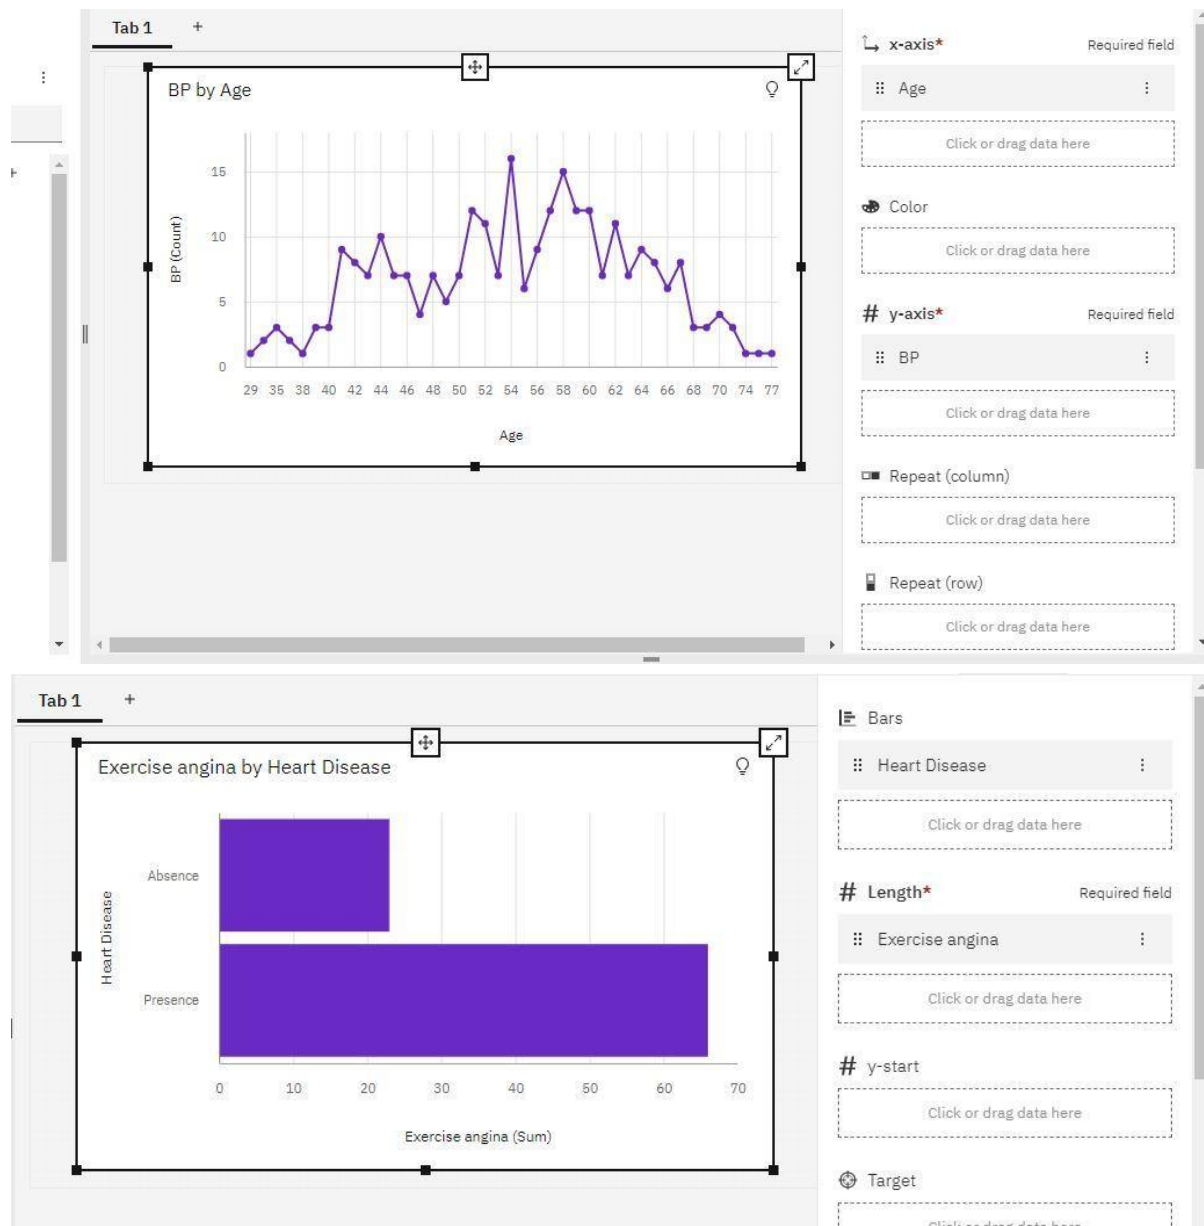 Tab 1 +
BP by Age
15
10
5
0
BP (Count)
29 35 38 40 42 44 46 48 50 52 54 56 58 60 62 64 66 68 70 74 77
Age
x-axis* Required field
Age
Click or drag data here
Color
Click or drag data here
# y-axis* Required field
BP
Click or drag data here
Repeat (column)
Click or drag data here
Repeat (row)
Click or drag data here
Tab 1 +
Exercise angina by Heart Disease
Heart Disease
Absence
Presence
0 10 20 30 40 50 60 70
Exercise angina (Sum)
Bars
Heart Disease
Click or drag data here
# Length* Required field
Exercise angina
Click or drag data here
# y-start
Click or drag data here
Target
Click or drag data here